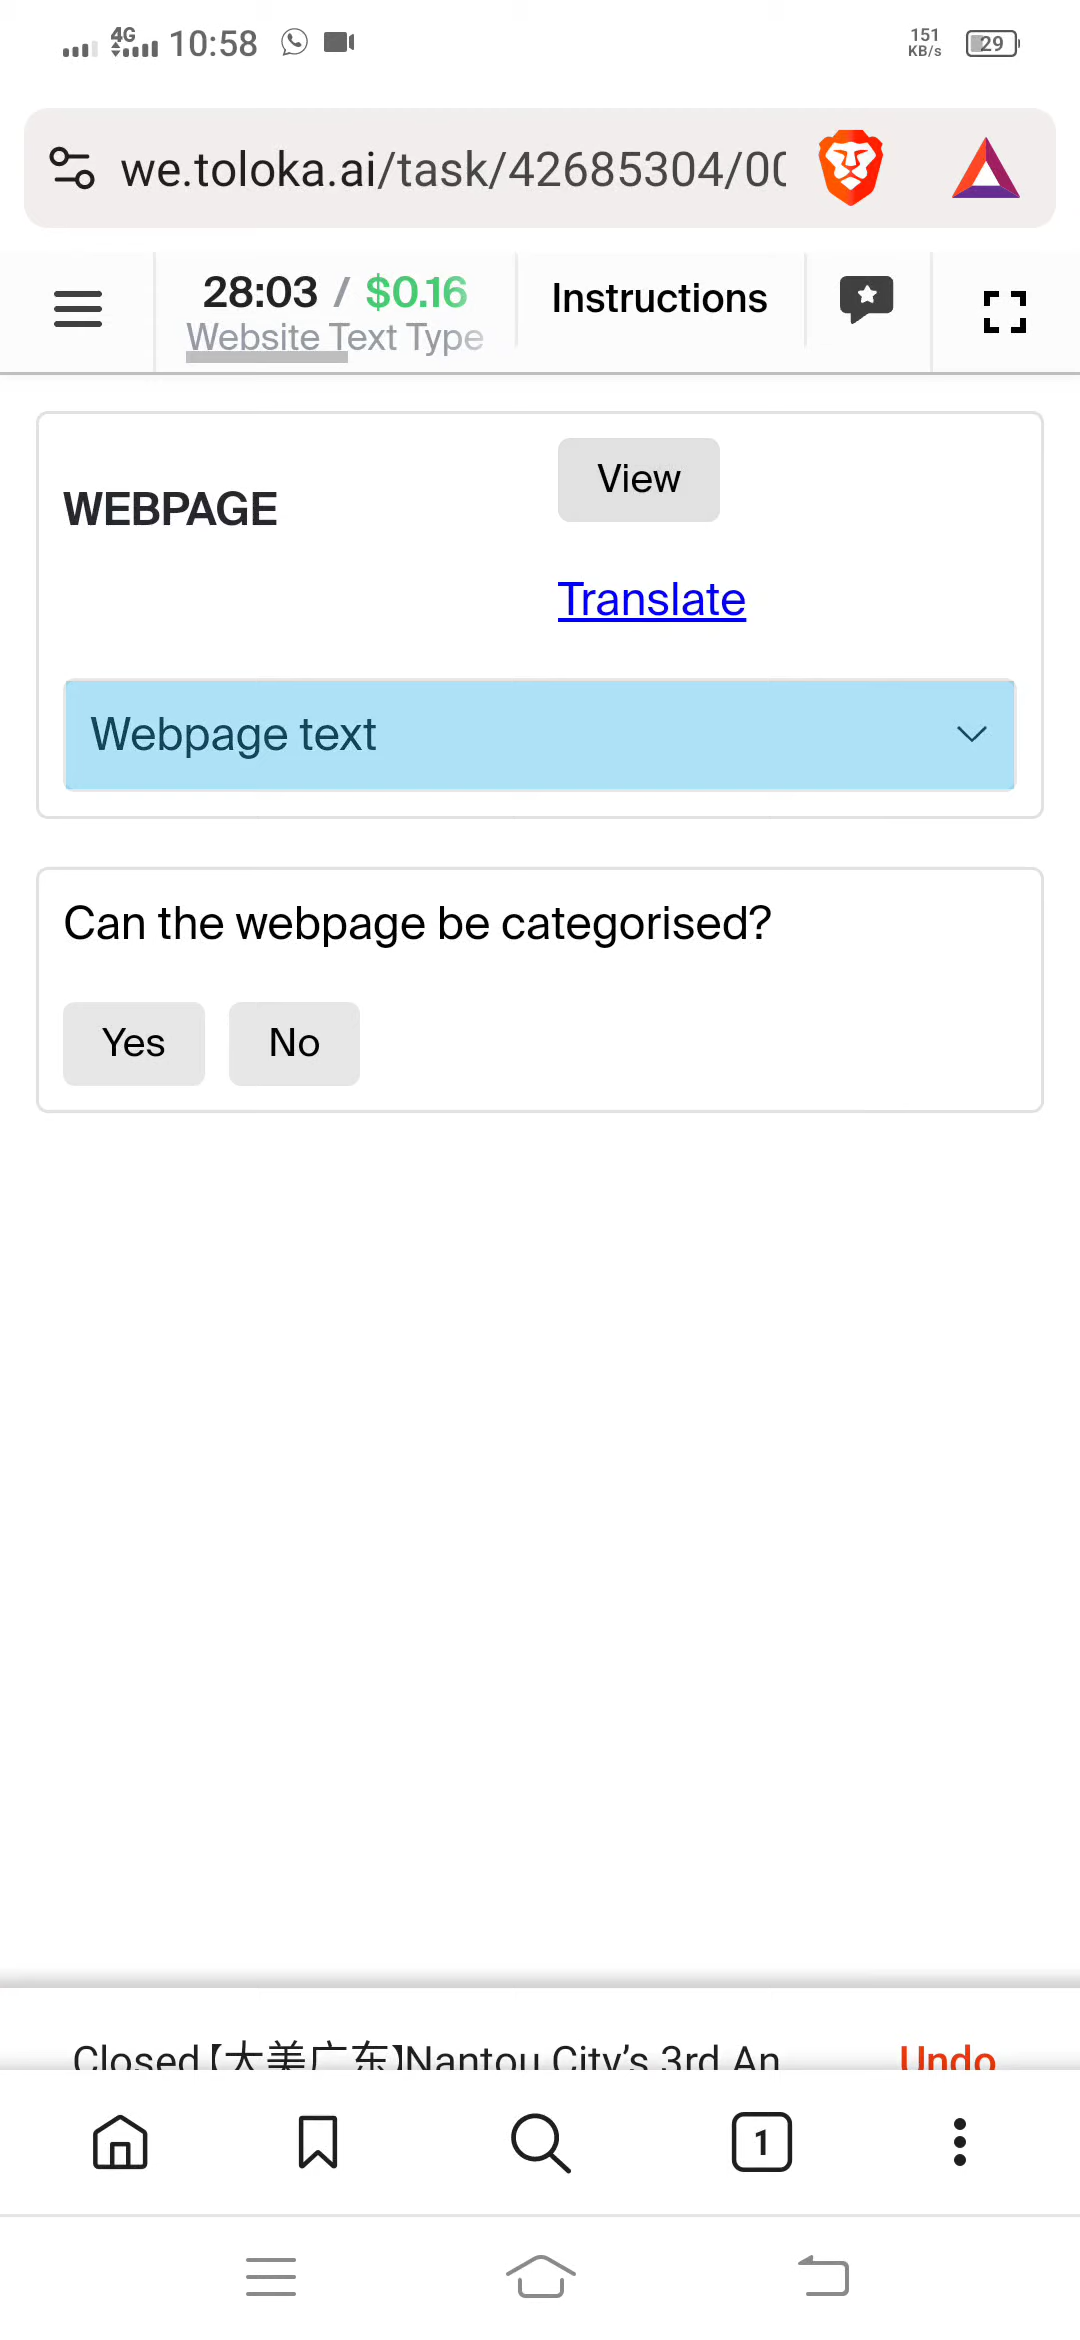 4G 10:58 151 KB/s 29
we.toloka.ai/task/42685304/00
28:03 / $0.16 Instructions
Website Text Type
View
WEBPAGE
Translate
Webpage text
Can the webpage be categorised?
Yes No
Closed【大美广东】Nantou City’s 3rd An Undo
1